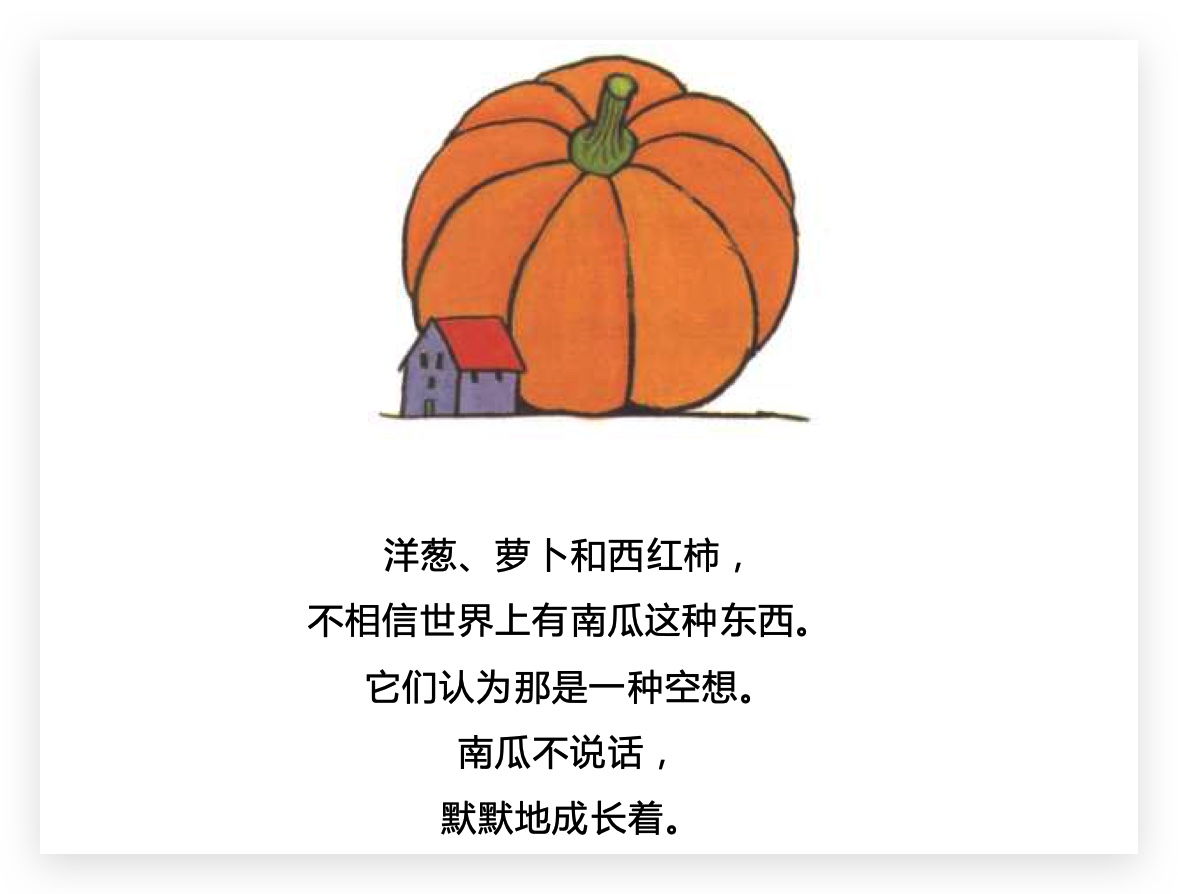 洋葱、萝卜和西红柿，
不相信世界上有南瓜这种东西。
它们认为那是一种空想。
南瓜不说话，
默默地成长着。